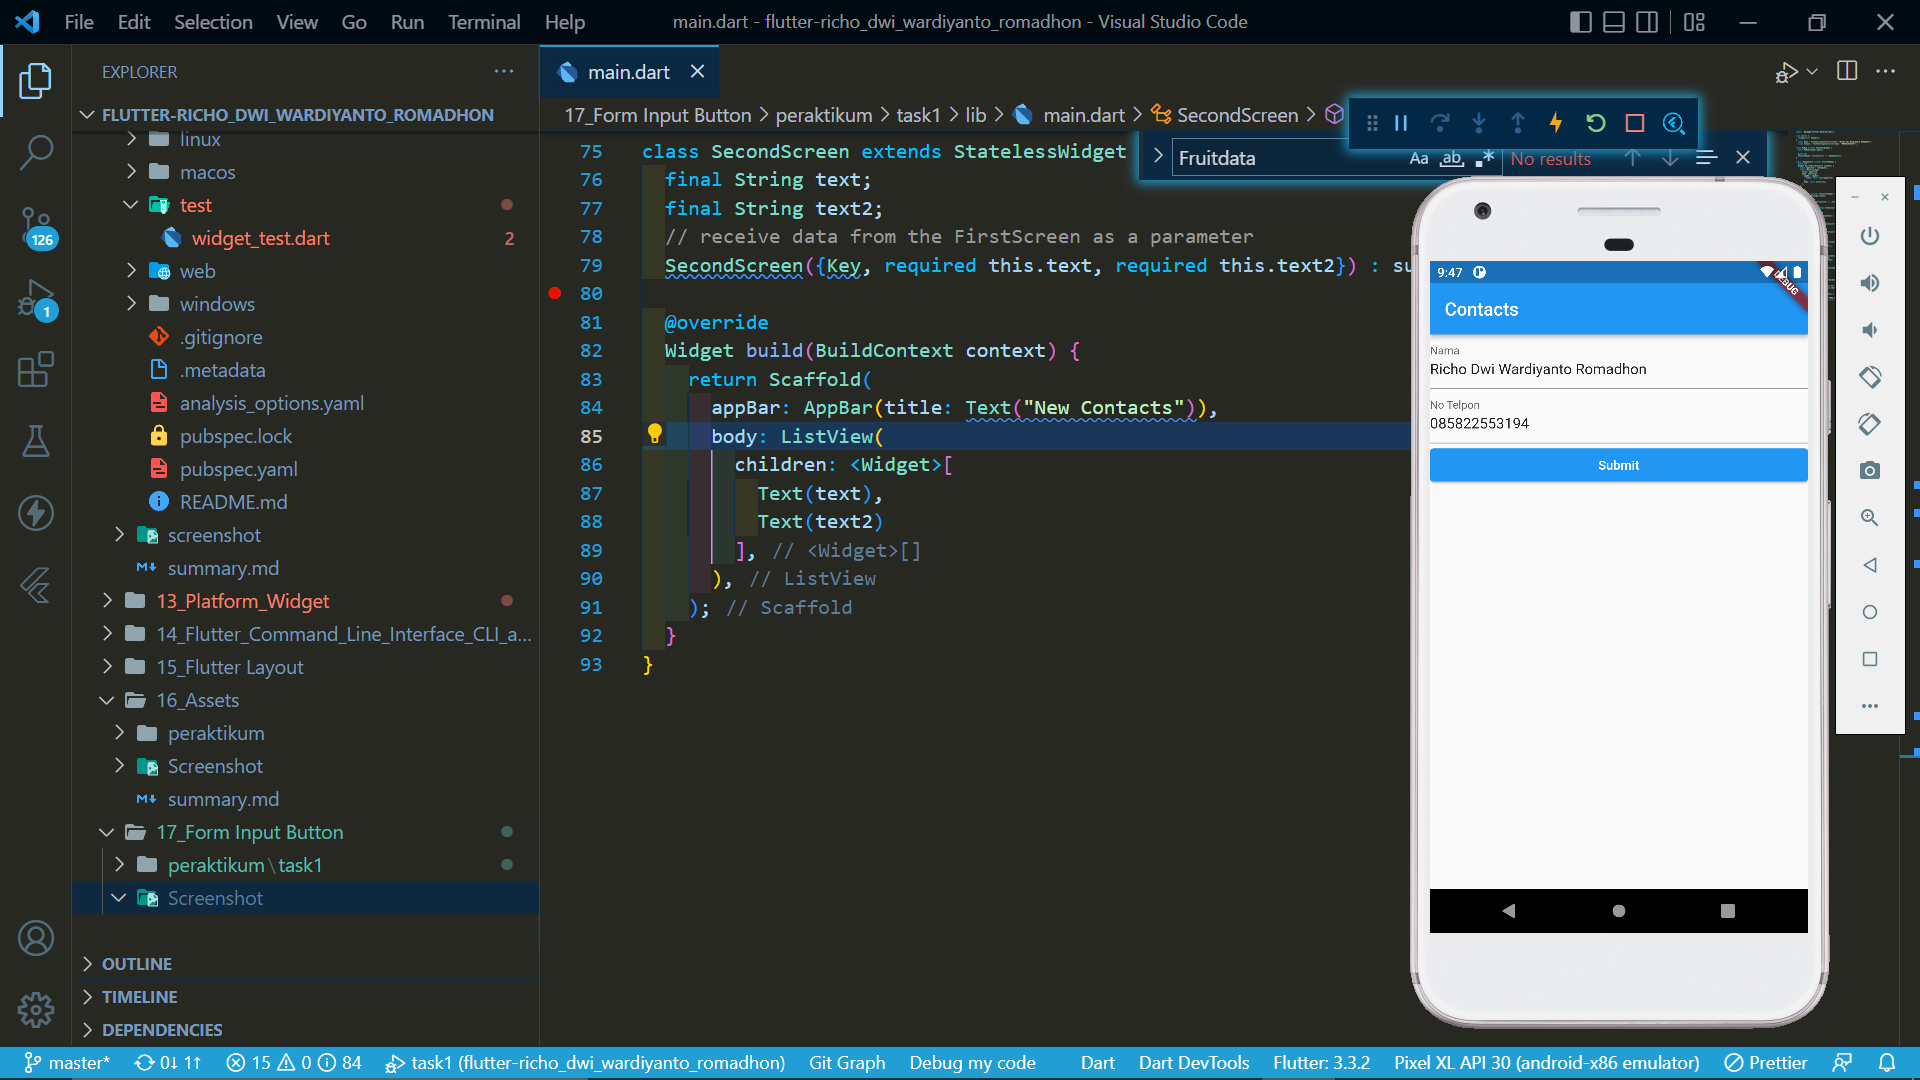 File Edit Selection View Go Run Terminal Help
main.dart - flutter-richo_dwi_wardiyanto_romadhon - Visual Studio Code
EXPLORER
FLUTTER-RICHO_DWI_WARDIYANTO_ROMADHON
linux
macos
test
widget_test.dart 2
web
windows
.gitignore
.metadata
analysis_options.yaml
pubspec.lock
pubspec.yaml
README.md
screenshot
summary.md
13_Platform_Widget
14_Flutter_Command_Line_Interface_CLI_a...
15_Flutter Layout
16_Assets
peraktikum
Screenshot
summary.md
17_Form Input Button
peraktikum\task1
Screenshot
OUTLINE
TIMELINE
DEPENDENCIES
126
1
main.dart
17_Form Input Button > peraktikum > task1 > lib > main.dart > SecondScreen >
Fruitdata Aa ab .* No results
75 class SecondScreen extends StatelessWidget
76 final String text;
77 final String text2;
78 // receive data from the FirstScreen as a parameter
79 SecondScreen({Key, required this.text, required this.text2}) : su
80
81 @override
82 Widget build(BuildContext context) {
83 return Scaffold(
84 appBar: AppBar(title: Text("New Contacts")),
85 body: ListView(
86 children: <Widget>[
87 Text(text),
88 Text(text2)
89 ], // <Widget>[]
90 ), // ListView
91 ); // Scaffold
92 }
93 }
9:47
DEBUG
Contacts
Nama
Richo Dwi Wardiyanto Romadhon
No Telpon
085822553194
Submit
master* 0↓ 1↑ 15 0 84 task1 (flutter-richo_dwi_wardiyanto_romadhon) Git Graph Debug my code Dart Dart DevTools Flutter: 3.3.2 Pixel XL API 30 (android-x86 emulator) Prettier